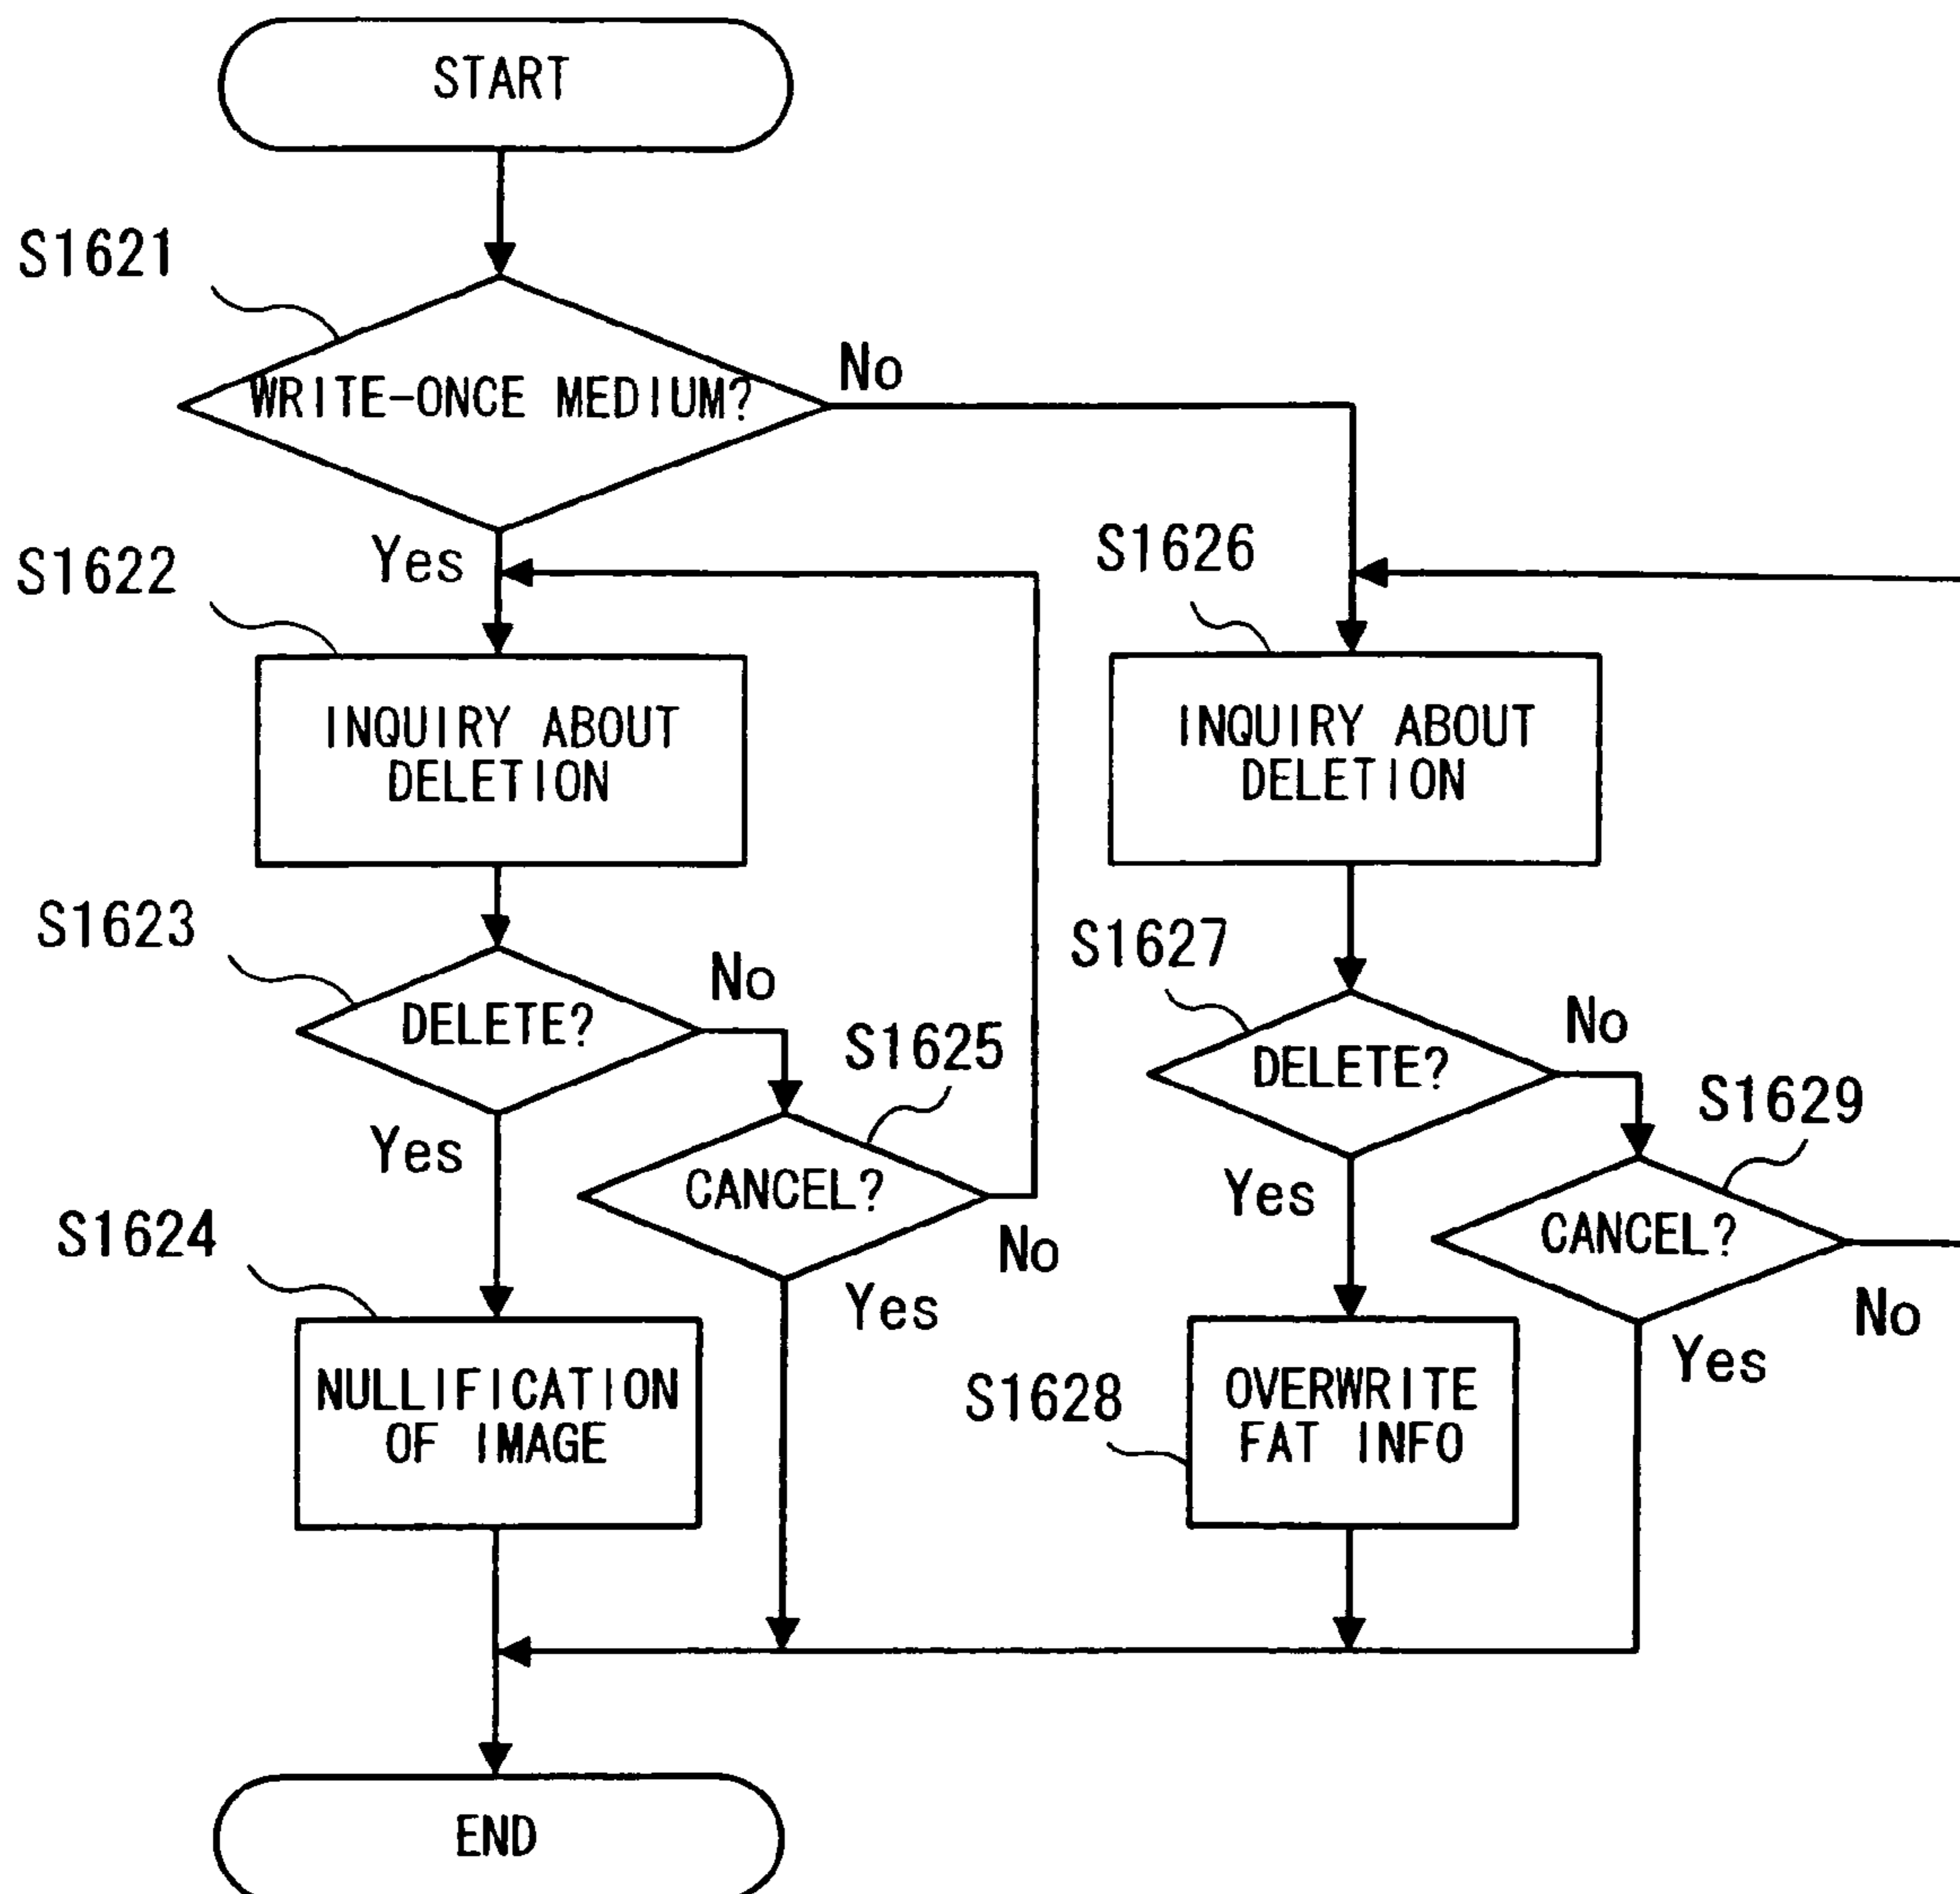 START
S1621
WRITE-ONCE MEDIUM?
No
Yes
S1622
INQUIRY ABOUT
DELETION
S1623
DELETE?
No
Yes
S1625
CANCEL?
No
Yes
S1624
NULLIFICATION
OF IMAGE
S1626
INQUIRY ABOUT
DELETION
S1627
DELETE?
No
Yes
S1629
CANCEL?
No
Yes
S1628
OVERWRITE
FAT INFO
END